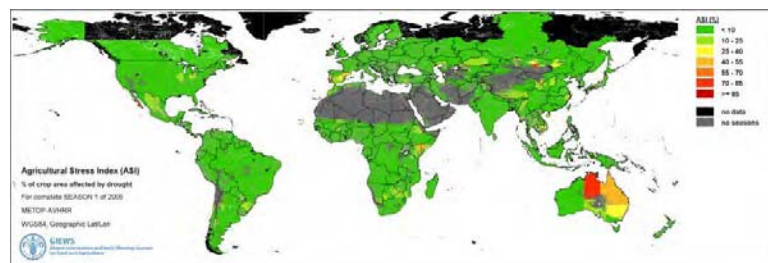 ASI (%)
< 10
10 - 25
25 - 40
40 - 55
55 - 70
70 - 85
>= 85
no data
no seasons
Agricultural Stress Index (ASI)
% of crop area affected by drought
For complete SEASON 1 of 2005
METOP-AVHRR
WGS84, Geographic Lat/Lon
GIEWS